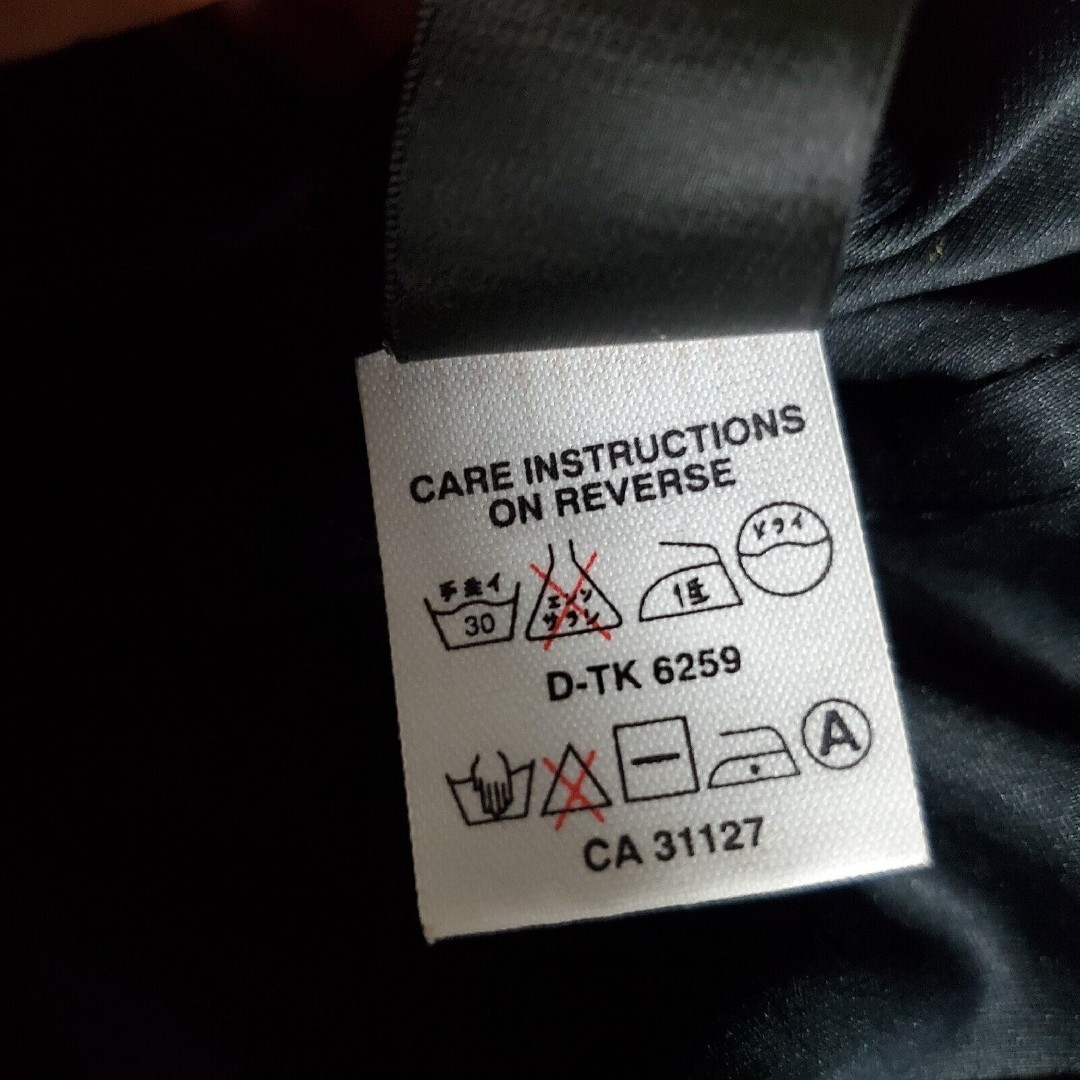 CARE INSTRUCTIONS
ON REVERSE
手洗イ
30
エンソ
サラシ
低
ドライ
D-TK 6259
A
CA 31127